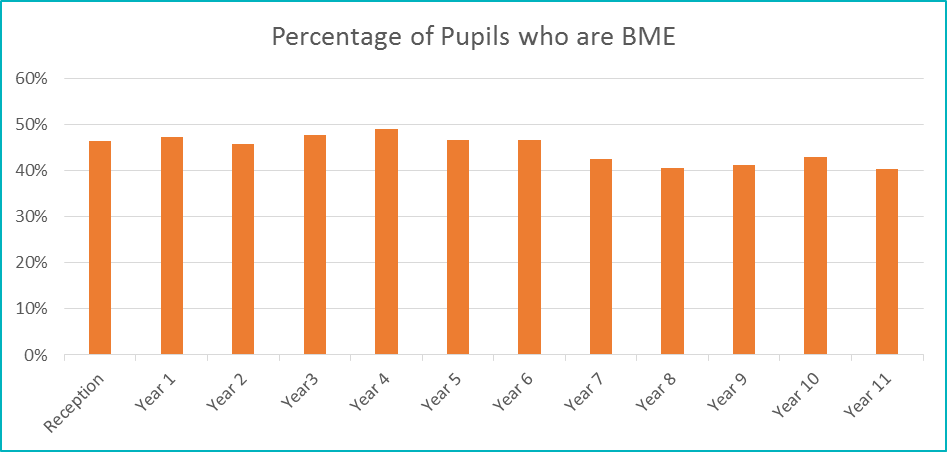 Percentage of Pupils who are BME
60%
50%
40%
30%
20%
10%
0%
Reception
Year 1
Year 2
Year3
Year 4
Year 5
Year 6
Year 7
Year 8
Year 9
Year 10
Year 11